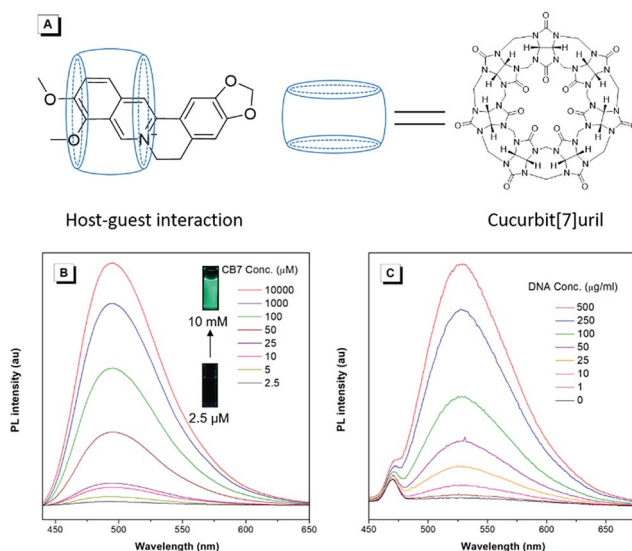 A
O
O
N+
O
O
Host-guest interaction
Cucurbit[7]uril
B
CB7 Conc. (μM)
10000
1000
100
50
25
10
5
2.5
10 mM
2.5 μM
PL intensity (au)
450 500 550 600 650
Wavelength (nm)
C
DNA Conc. (μg/ml)
500
250
100
50
25
10
1
0
PL intensity (au)
450 500 550 600 650
Wavelength (nm)